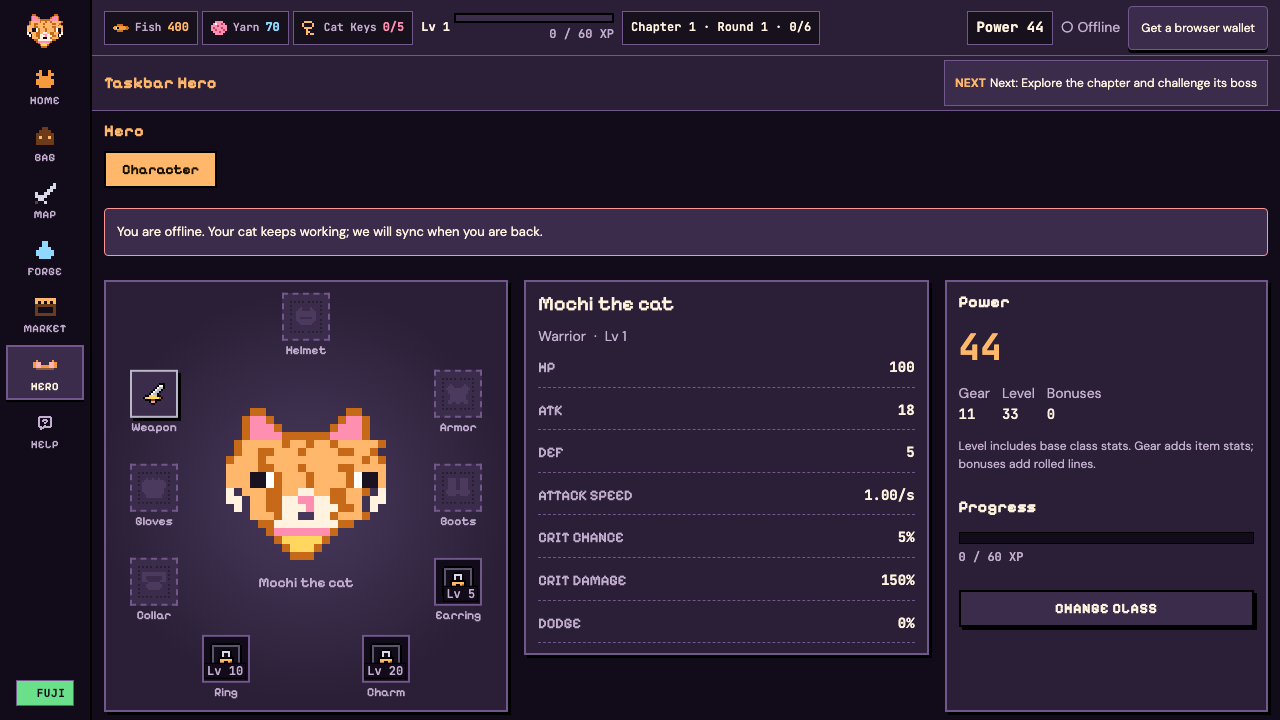 Fish 400
Yarn 70
Cat Keys 0/5
Lv 1
0 / 60 XP
Chapter 1 · Round 1 · 0/6
Power 44
Offline
Get a browser wallet
HOME
BAG
MAP
FORGE
MARKET
HERO
HELP
FUJI
Taskbar Hero
NEXT Next: Explore the chapter and challenge its boss
Hero
Character
You are offline. Your cat keeps working; we will sync when you are back.
Helmet
Weapon
Armor
Gloves
Boots
Collar
Mochi the cat
Lv 5
Earring
Lv 10
Ring
Lv 20
Charm
Mochi the cat
Warrior · Lv 1
HP 100
ATK 18
DEF 5
ATTACK SPEED 1.00/s
CRIT CHANCE 5%
CRIT DAMAGE 150%
DODGE 0%
Power
44
Gear Level Bonuses
11 33 0
Level includes base class stats. Gear adds item stats;
bonuses add rolled lines.
Progress
0 / 60 XP
CHANGE CLASS